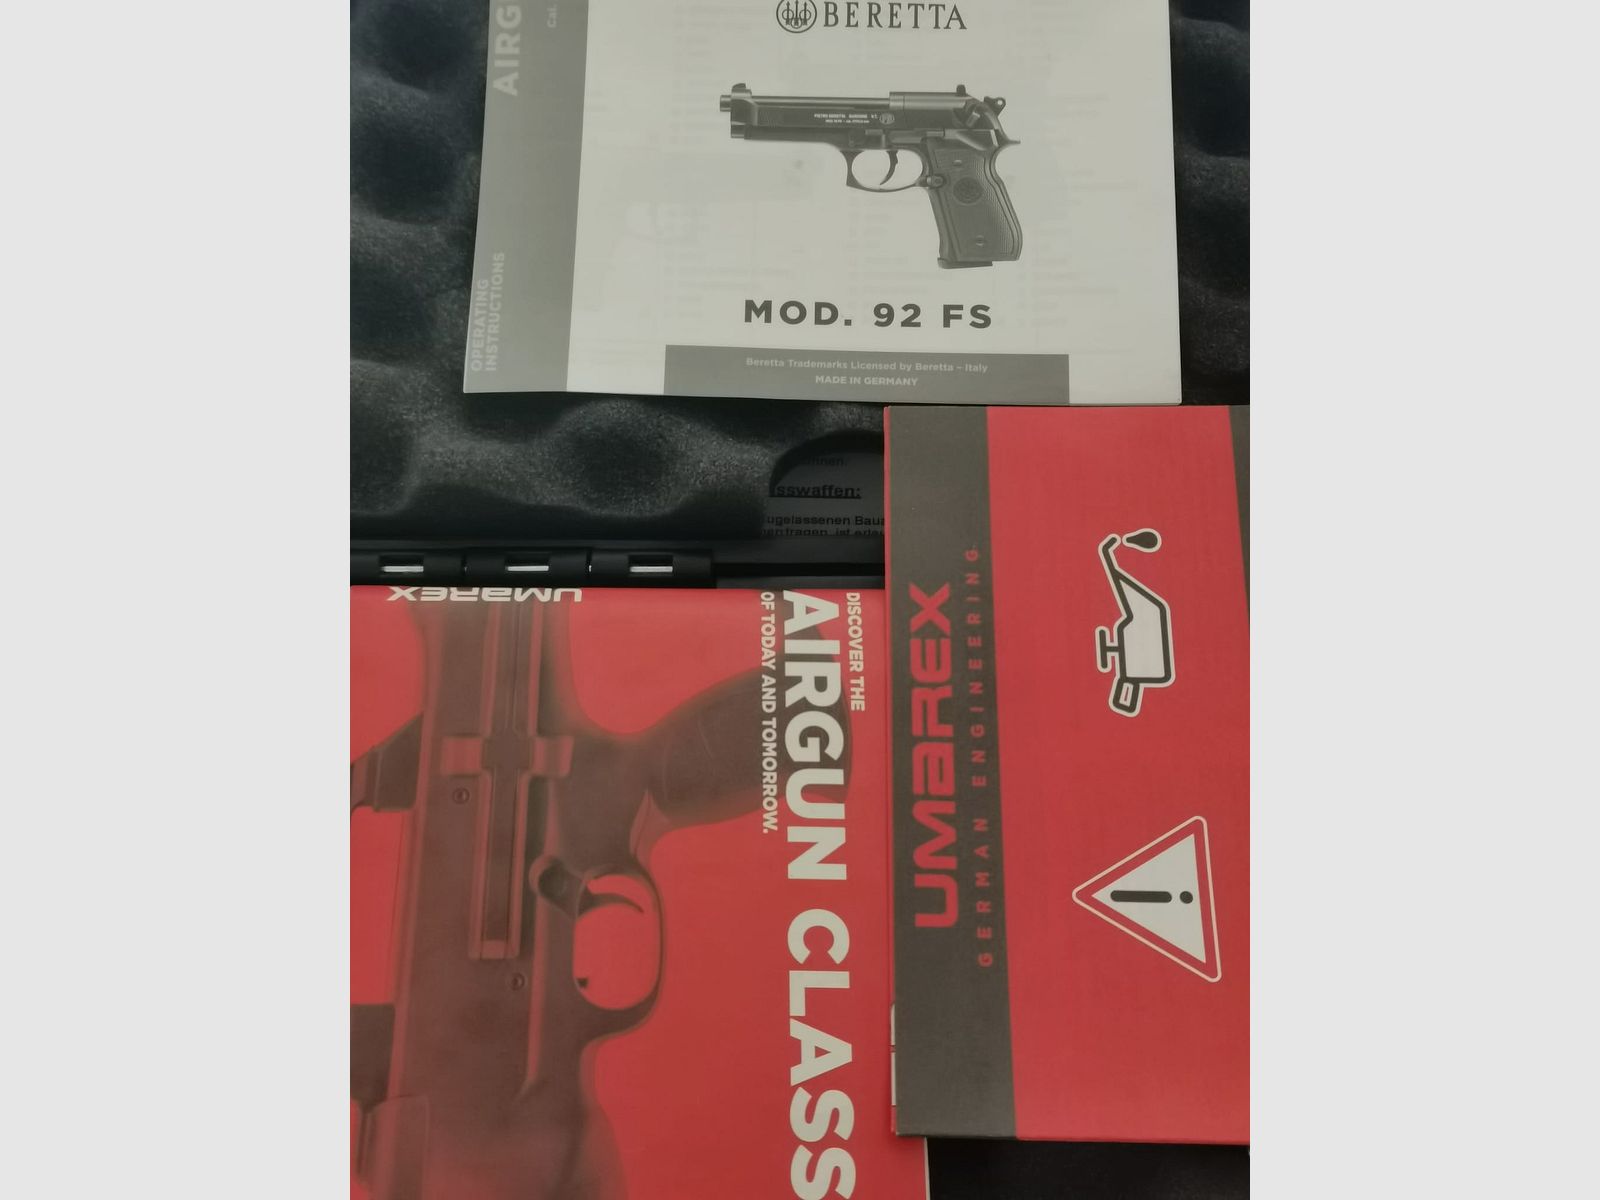 BERETTA
AIRG
Cal.
OPERATING
INSTRUCTIONS
MOD. 92 FS
Beretta Trademarks Licensed by Beretta – Italy
MADE IN GERMANY
sswaffen:
ugelassenen Baua
UMAREX
DISCOVER THE
AIRGUN CLASS
OF TODAY AND TOMORROW.
UMAREX
GERMAN ENGINEERING